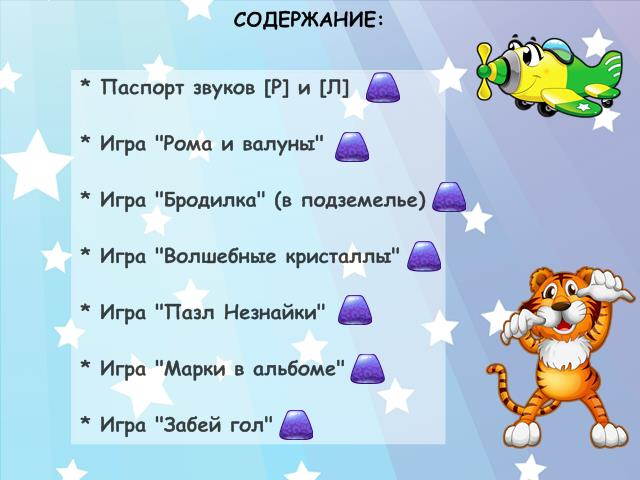 СОДЕРЖАНИЕ:
* Паспорт звуков [Р] и [Л]
* Игра "Рома и валуны"
* Игра "Бродилка" (в подземелье)
* Игра "Волшебные кристаллы"
* Игра "Пазл Незнайки"
* Игра "Марки в альбоме"
* Игра "Забей гол"